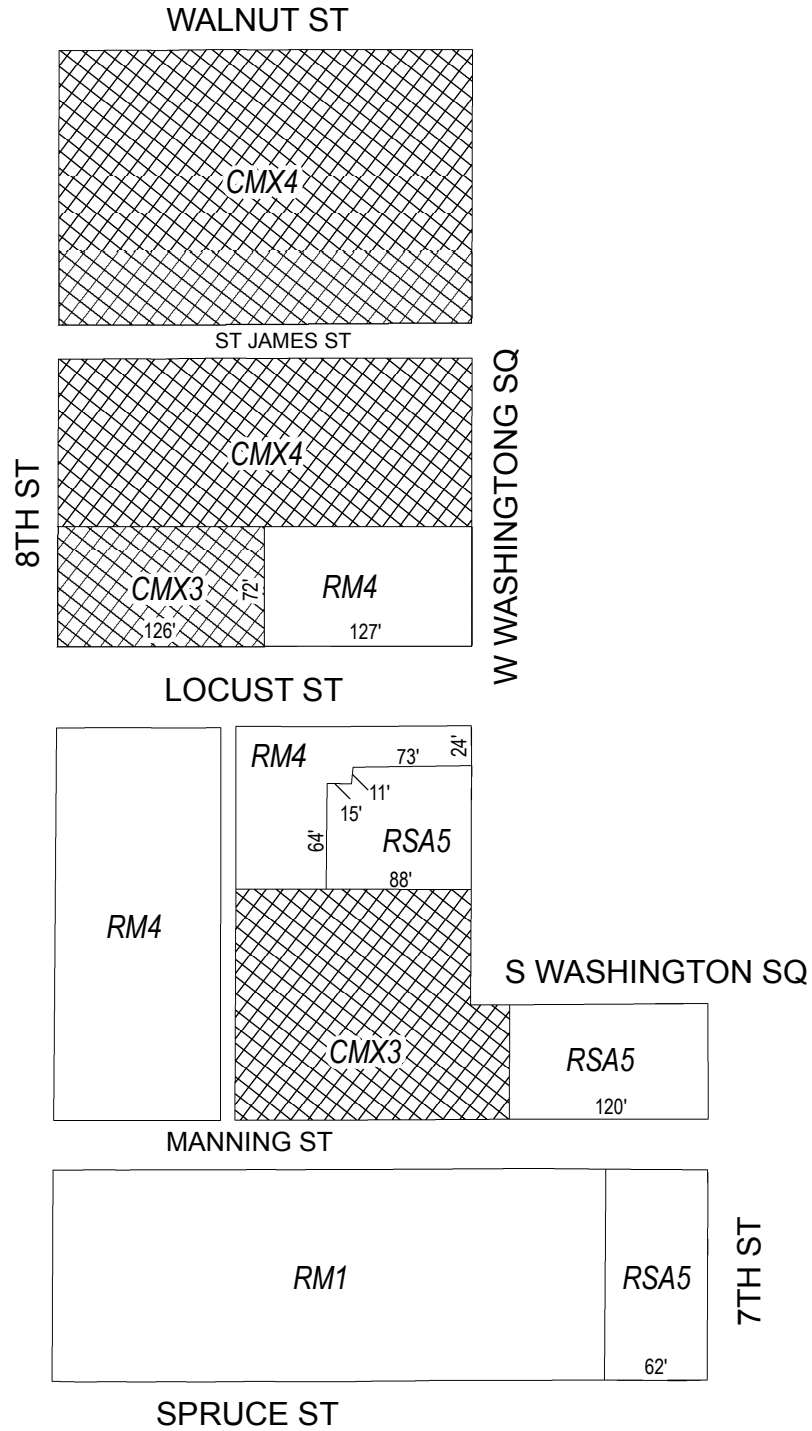 WALNUT ST
CMX4
ST JAMES ST
CMX4
8TH ST
W WASHINGTONG SQ
CMX3
72'
RM4
126'
127'
LOCUST ST
RM4
73'
24'
11'
15'
64'
RSA5
88'
RM4
S WASHINGTON SQ
CMX3
RSA5
120'
MANNING ST
RM1
RSA5
7TH ST
62'
SPRUCE ST